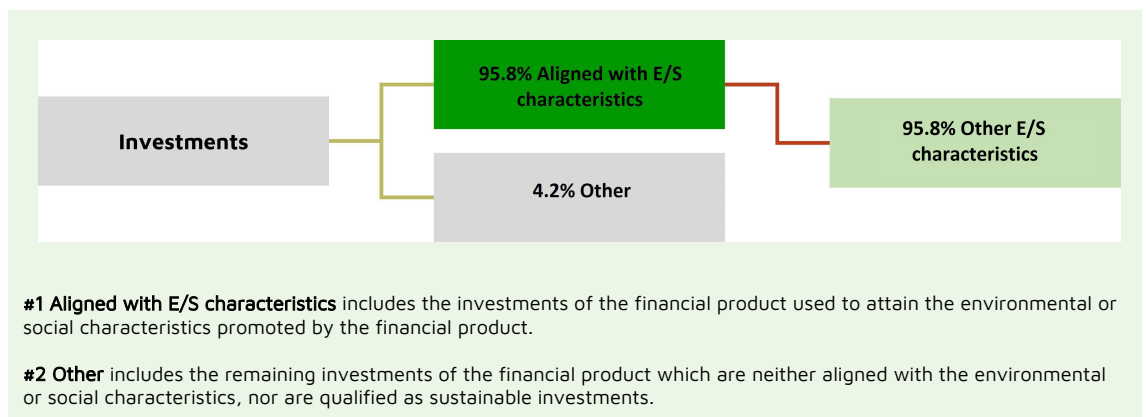 95.8% Aligned with E/S
characteristics
Investments
95.8% Other E/S
characteristics
4.2% Other
#1 Aligned with E/S characteristics includes the investments of the financial product used to attain the environmental or
social characteristics promoted by the financial product.
#2 Other includes the remaining investments of the financial product which are neither aligned with the environmental
or social characteristics, nor are qualified as sustainable investments.